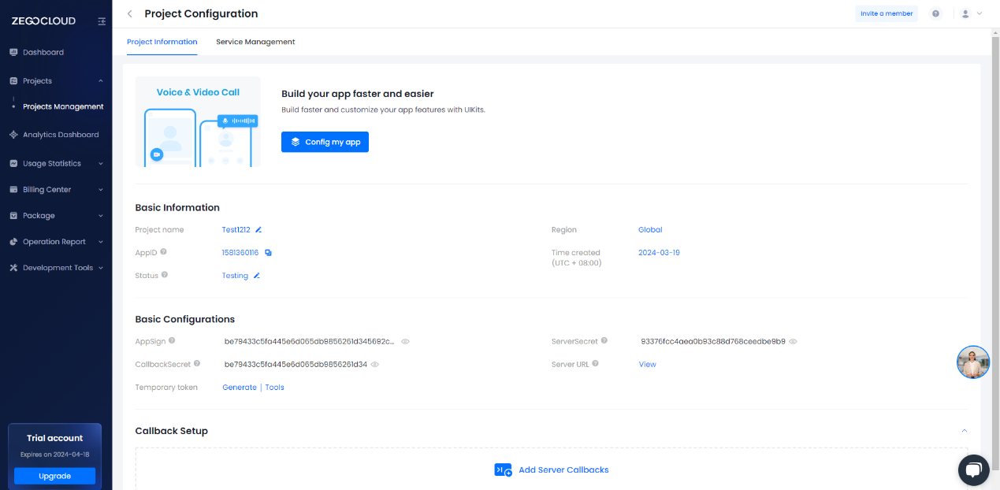 ZEGOCLOUD
Project Configuration
Invite a member
Project Information
Service Management
Dashboard
Projects
Projects Management
Analytics Dashboard
Usage Statistics
Billing Center
Package
Operation Report
Development Tools
Trial account
Expires on 2024-04-18
Upgrade
Voice & Video Call
Build your app faster and easier
Build faster and customize your app features with UIKits.
Config my app
Basic Information
Project name
Test1212
Region
Global
AppID
1581360116
Time created
(UTC + 08:00)
2024-03-19
Status
Testing
Basic Configurations
AppSign
be79433c5fa445e6d065db9856261d345692c...
ServerSecret
93376fcc4aea0b93c88d768ceedbe9b9
CallbackSecret
be79433c5fa445e6d065db9856261d34
Server URL
View
Temporary token
Generate | Tools
Callback Setup
Add Server Callbacks